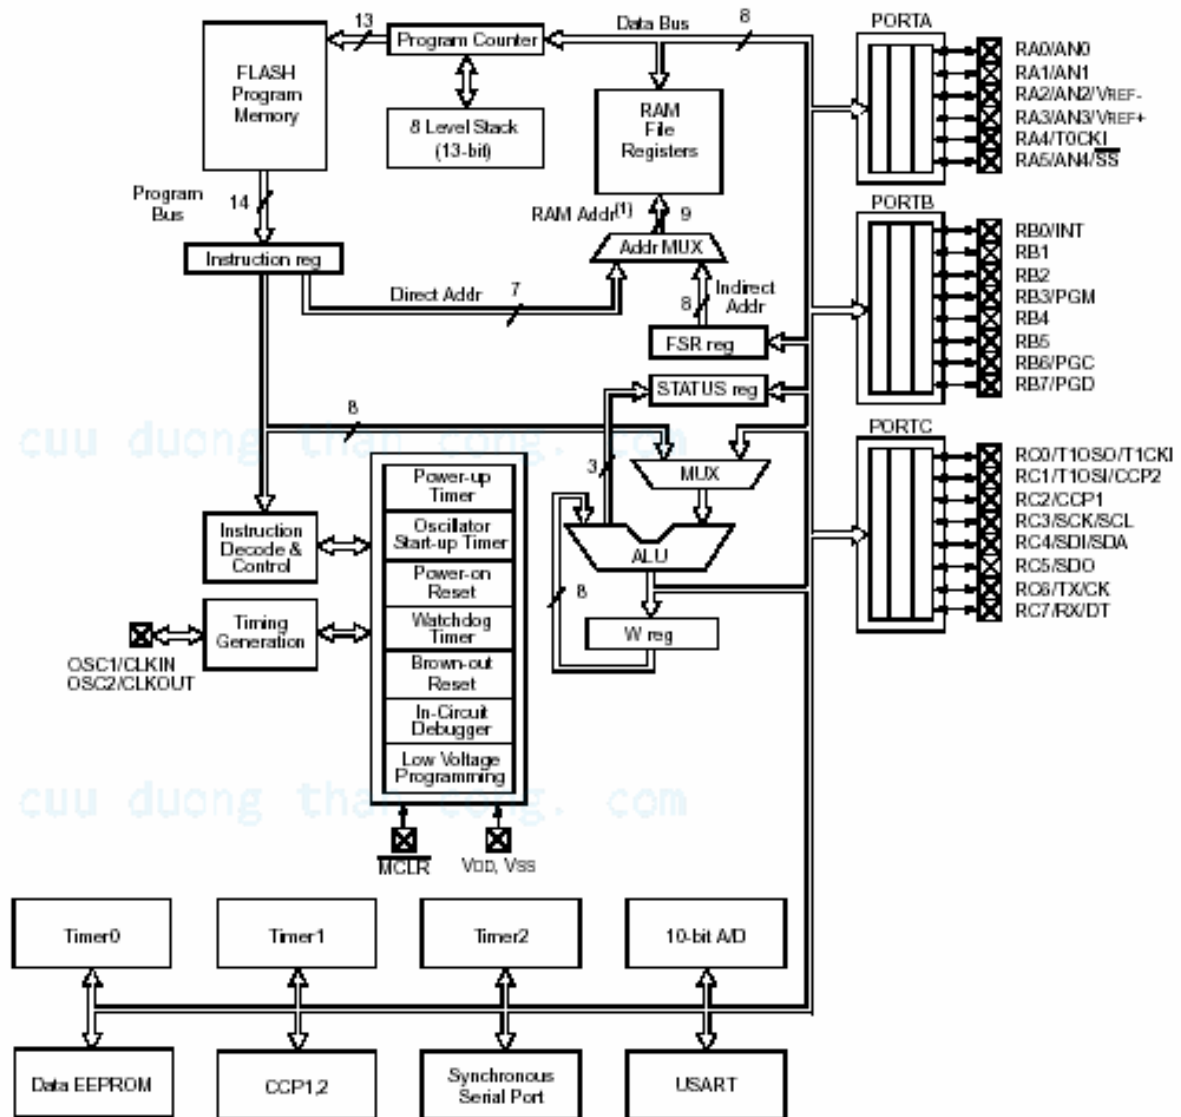 13
Data Bus
8
PORTA
FLASH
Program
Memory
Program Counter
8 Level Stack
(13-bit)
RAM
File
Registers
RA0/AN0
RA1/AN1
RA2/AN2/VREF-
RA3/AN3/VREF+
RA4/T0CKI
RA5/AN4/SS
Program
Bus
14
RAM Addr(1)
9
PORTB
Instruction reg
Addr MUX
RB0/INT
RB1
RB2
RB3/PGM
RB4
RB5
RB6/PGC
RB7/PGD
Direct Addr
7
8
Indirect
Addr
FSR reg
STATUS reg
8
cuu duong than cong. com
3
MUX
PORTC
RC0/T1OSO/T1CKI
RC1/T1OSI/CCP2
RC2/CCP1
RC3/SCK/SCL
RC4/SDI/SDA
RC5/SDO
RC6/TX/CK
RC7/RX/DT
Power-up
Timer
Instruction
Decode &
Control
Oscillator
Start-up Timer
ALU
Power-on
Reset
8
Timing
Generation
Watchdog
Timer
W reg
OSC1/CLKIN
OSC2/CLKOUT
Brown-out
Reset
In-Circuit
Debugger
Low Voltage
Programming
cuu duong than cong. com
MCLR
VDD, VSS
Timer0
Timer1
Timer2
10-bit A/D
Data EEPROM
CCP1,2
Synchronous
Serial Port
USART